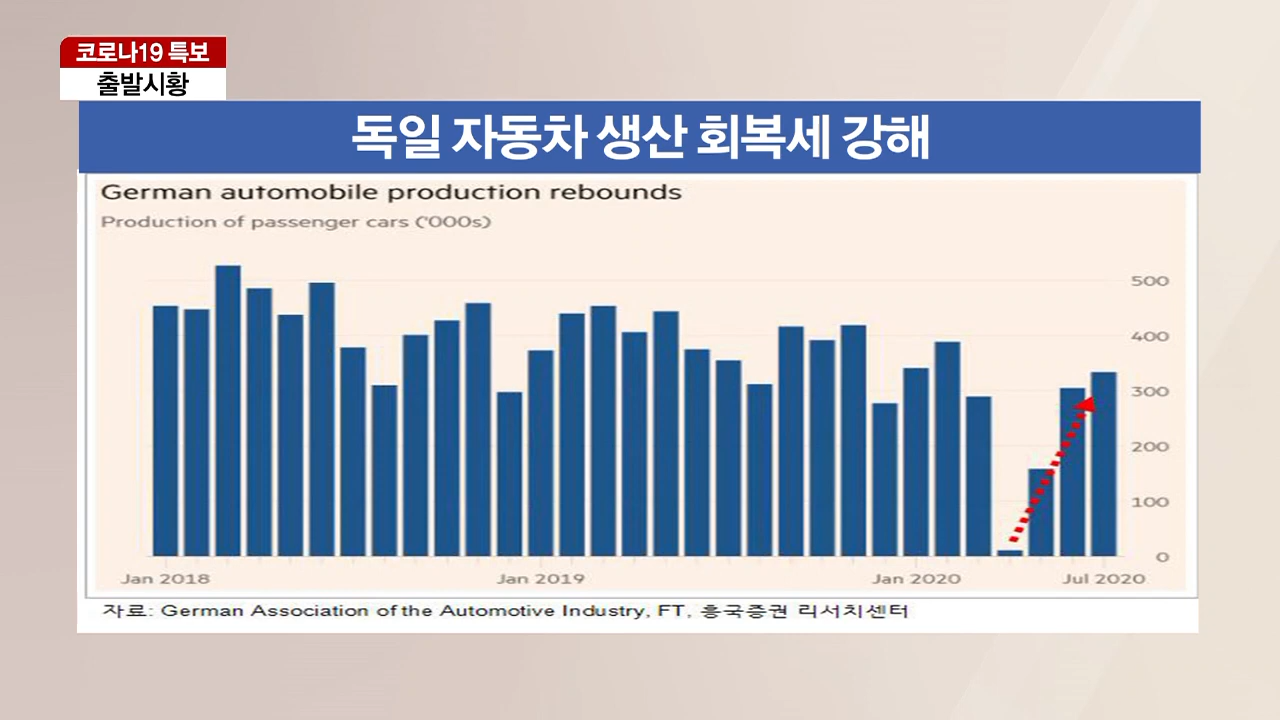 코로나19 특보
출발시황
독일 자동차 생산 회복세 강해
German automobile production rebounds
Production of passenger cars ('000s)
500
400
300
200
100
0
Jan 2018 Jan 2019 Jan 2020 Jul 2020
자료: German Association of the Automotive Industry, FT, 흥국증권 리서치센터